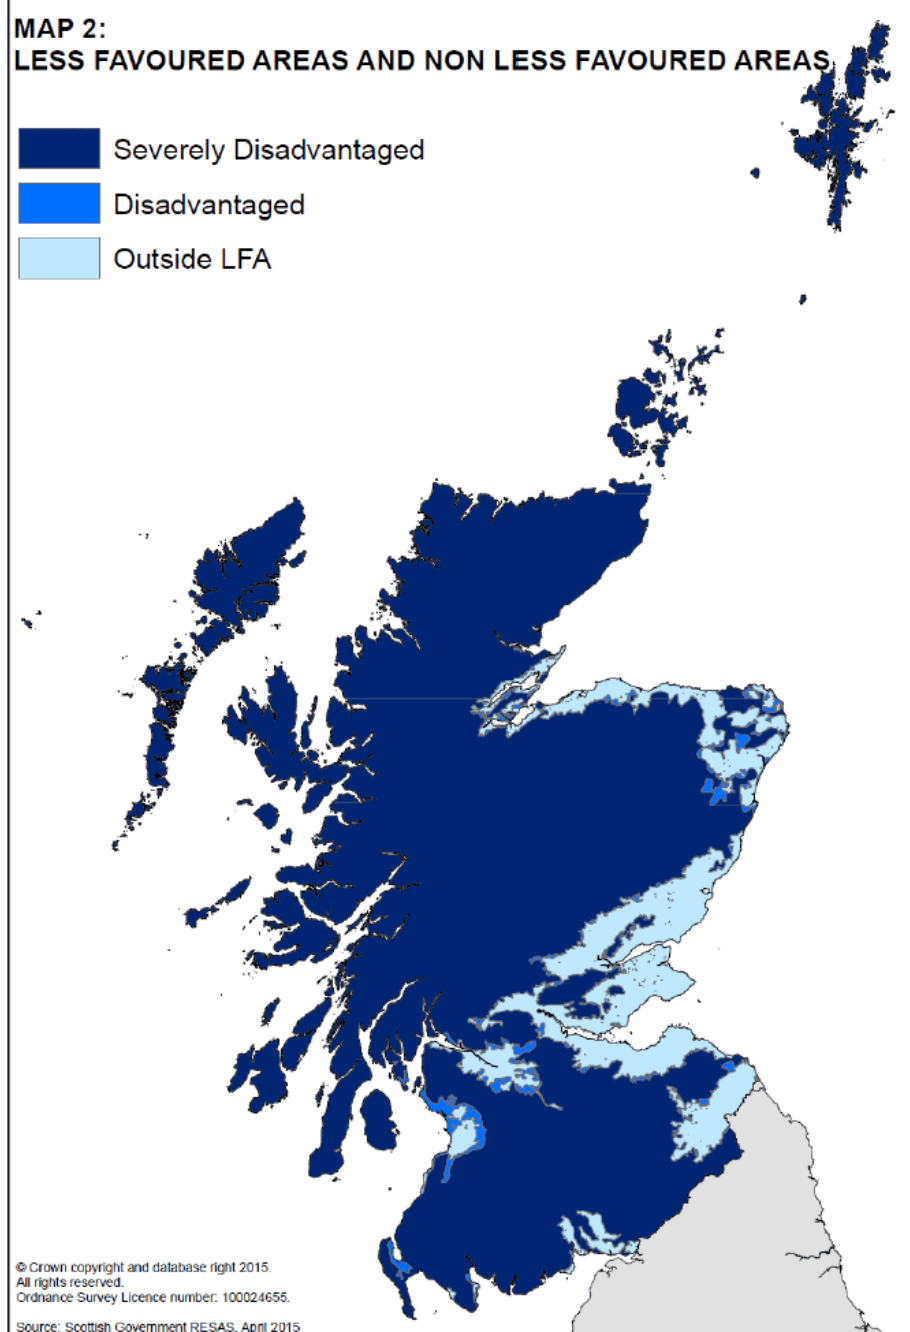 MAP 2:
LESS FAVOURED AREAS AND NON LESS FAVOURED AREAS
Severely Disadvantaged
Disadvantaged
Outside LFA
© Crown copyright and database right 2015.
All rights reserved.
Ordnance Survey Licence number: 100024655.
Source: Scottish Government RESAS, April 2015